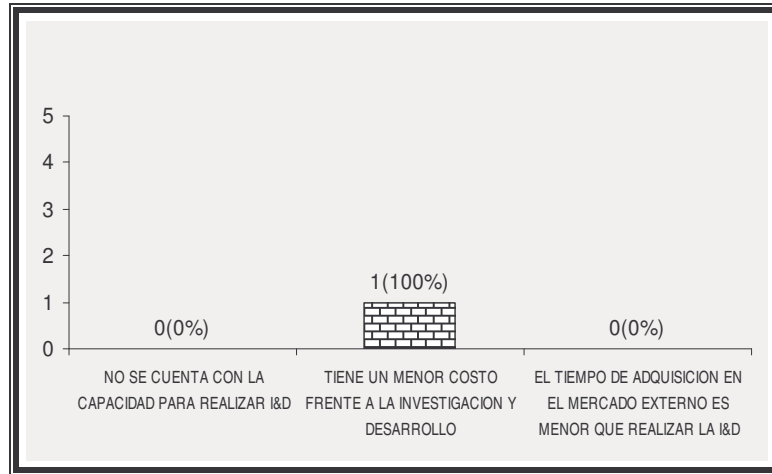 5
4
3
2
1
0
0(0%)
1(100%)
0(0%)
NO SE CUENTA CON LA
CAPACIDAD PARA REALIZAR I&D
TIENE UN MENOR COSTO
FRENTE A LA INVESTIGACION Y
DESARROLLO
EL TIEMPO DE ADQUISICION EN
EL MERCADO EXTERNO ES
MENOR QUE REALIZAR LA I&D